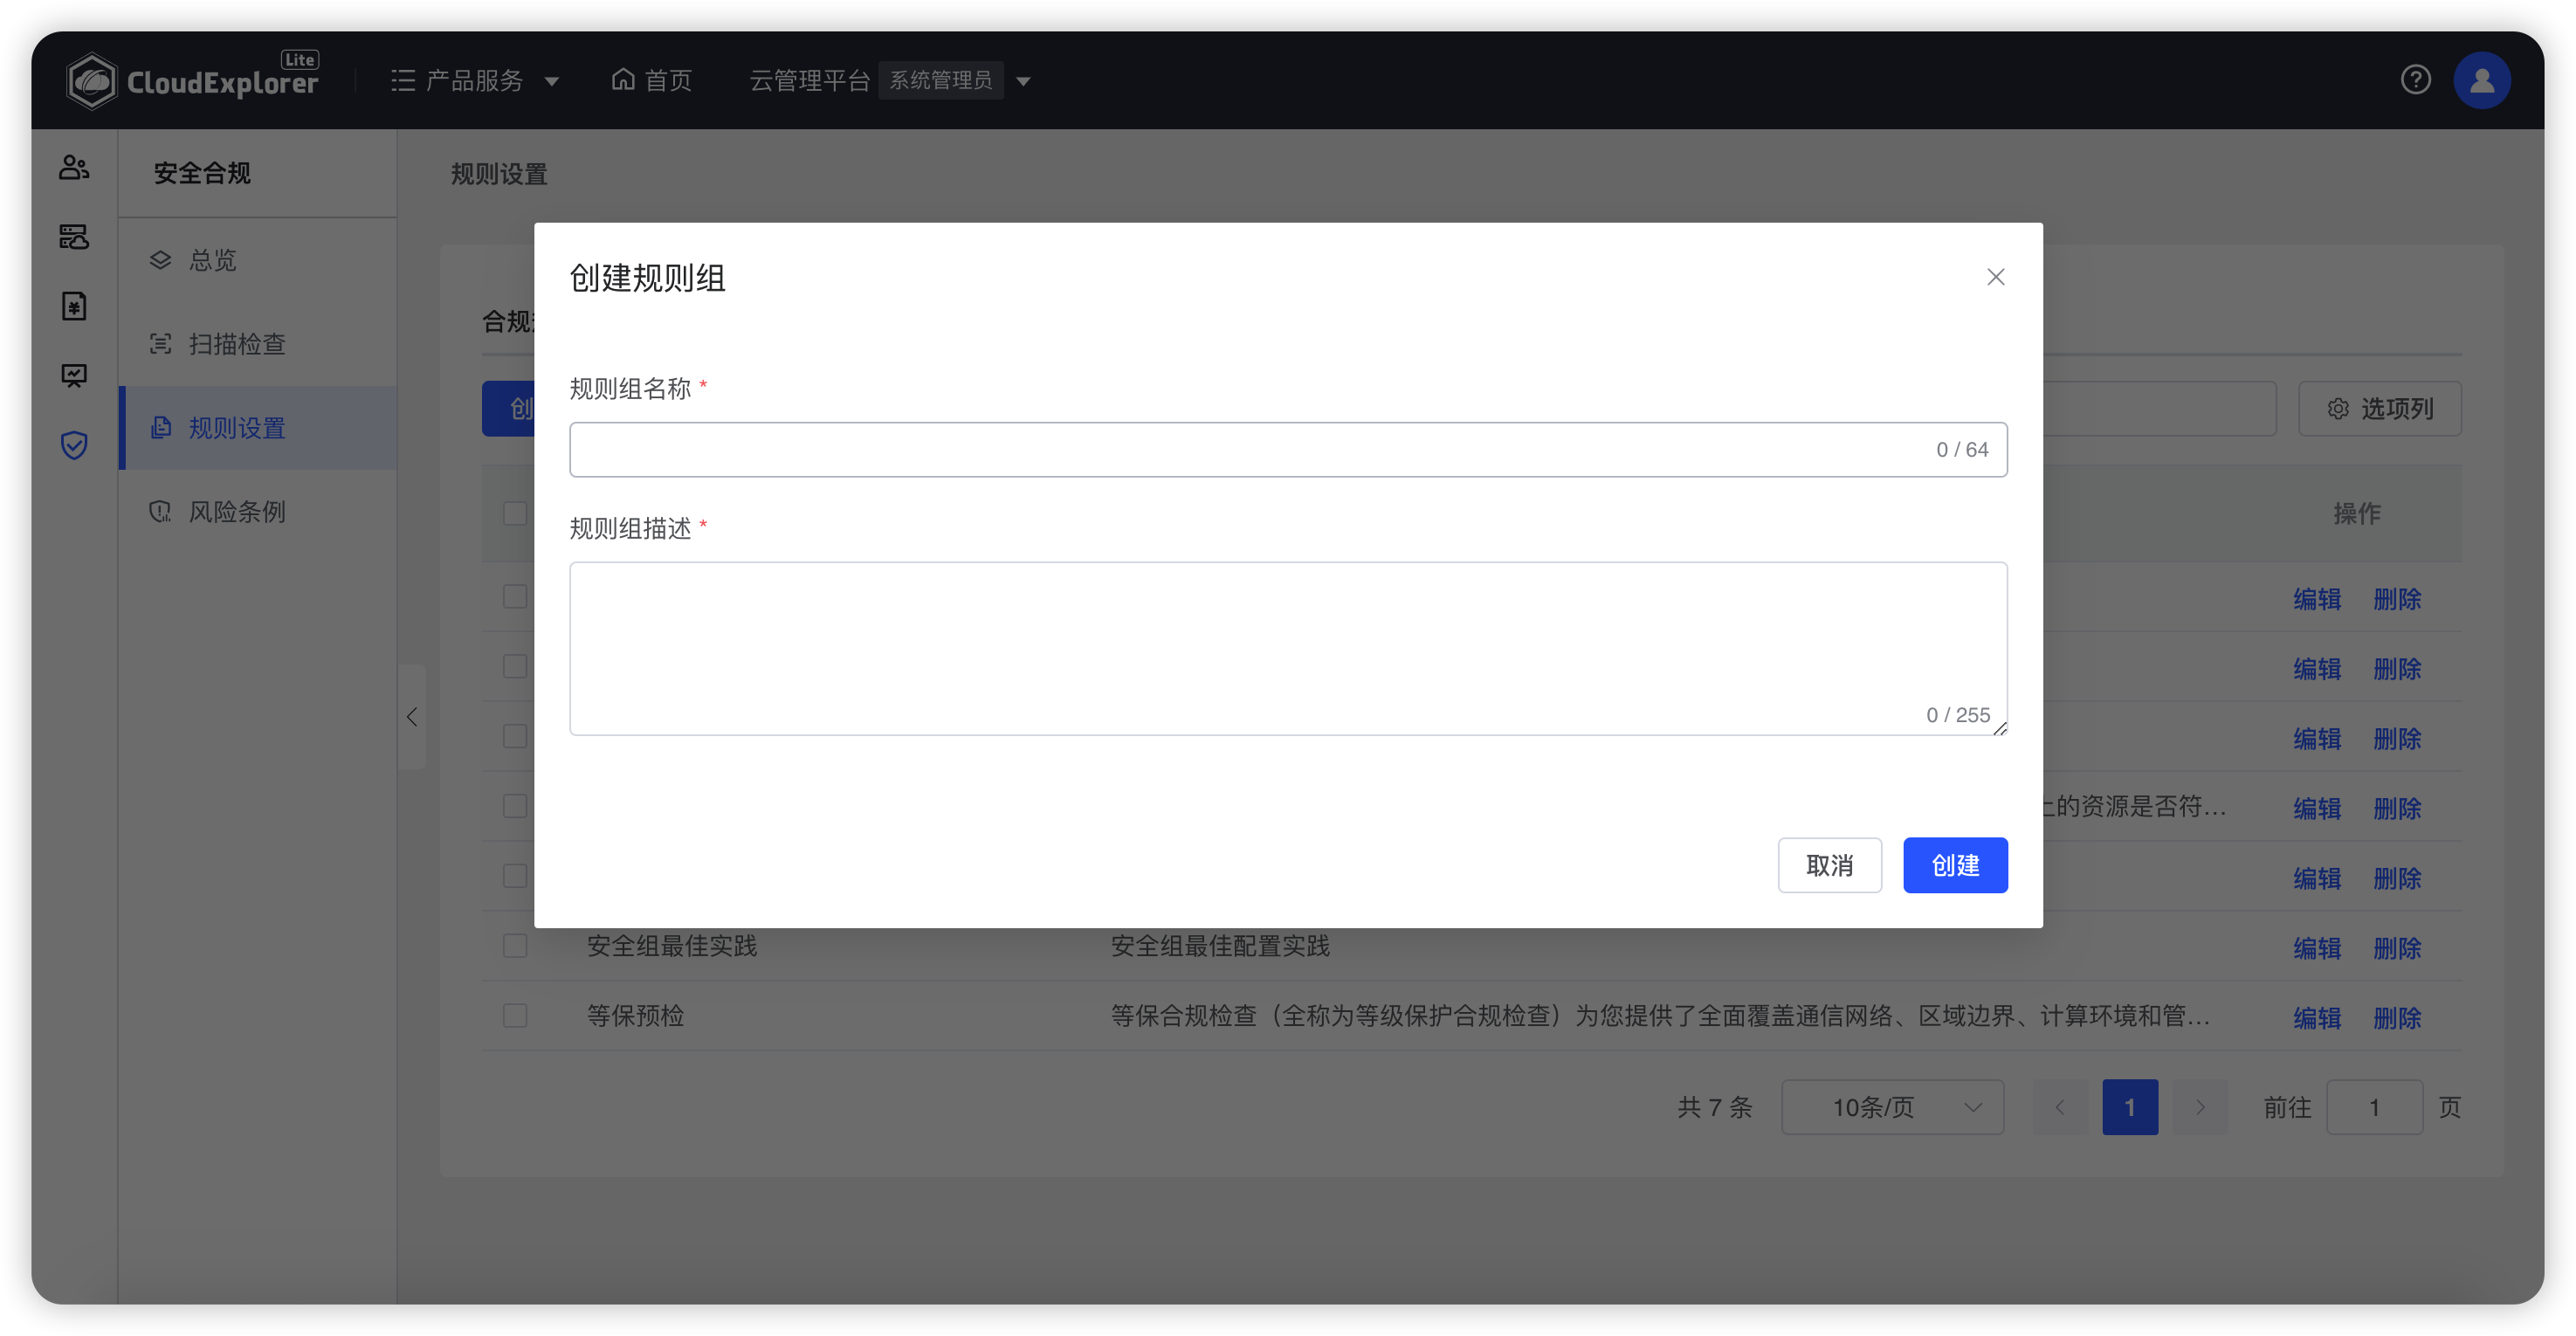 CloudExplorer Lite
产品服务
首页
云管理平台 系统管理员
安全合规
总览
扫描检查
规则设置
风险条例
规则设置
合规
创
选项列
操作
创建规则组
规则组名称 *
0 / 64
规则组描述 *
0 / 255
取消 创建
编辑 删除
编辑 删除
编辑 删除
上的资源是否符... 编辑 删除
编辑 删除
安全组最佳实践 安全组最佳配置实践 编辑 删除
等保预检 等保合规检查（全称为等级保护合规检查）为您提供了全面覆盖通信网络、区域边界、计算环境和管... 编辑 删除
共 7 条 10条/页 1 前往 1 页